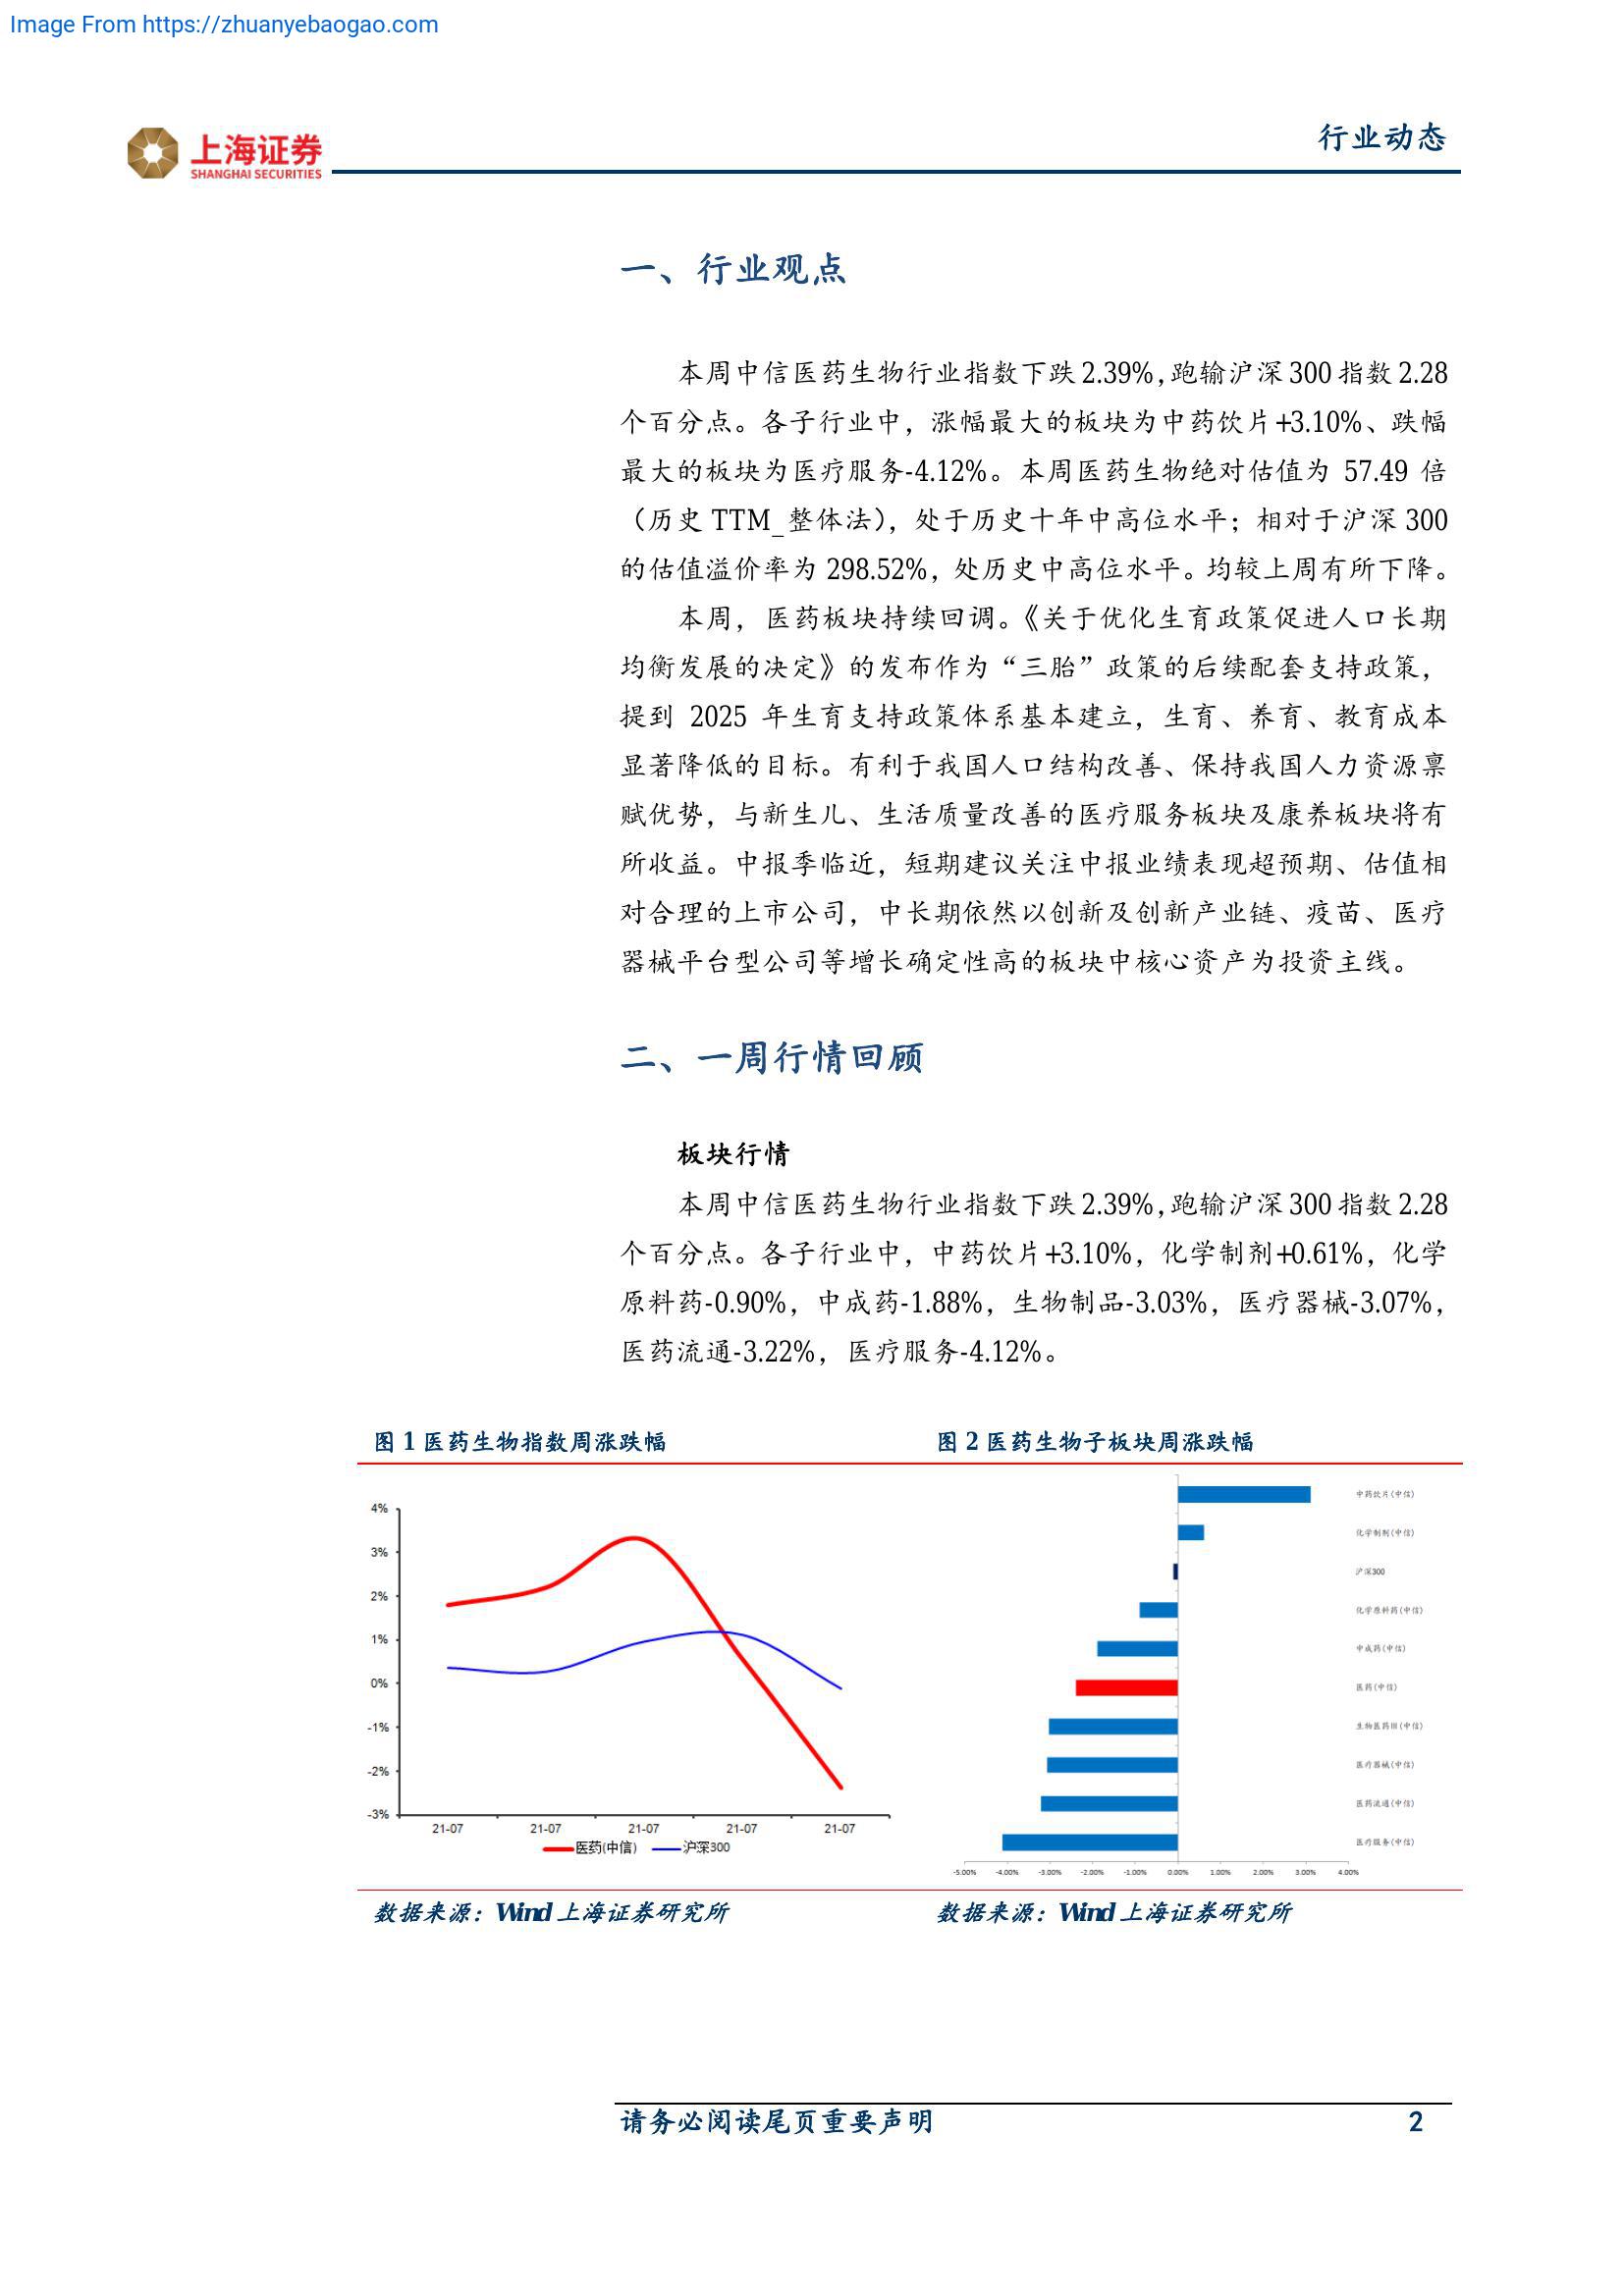 Image From https://zhuanyebaogao.com
上海证券
SHANGHAI SECURITIES
行业动态
一、行业观点
本周中信医药生物行业指数下跌2.39%，跑输沪深300指数2.28
个百分点。各子行业中，涨幅最大的板块为中药饮片+3.10%、跌幅
最大的板块为医疗服务-4.12%。本周医药生物绝对估值为 57.49 倍
（历史 TTM_整体法），处于历史十年中高位水平；相对于沪深300
的估值溢价率为 298.52%，处历史中高位水平。均较上周有所下降。
本周，医药板块持续回调。《关于优化生育政策促进人口长期
均衡发展的决定》的发布作为“三胎”政策的后续配套支持政策，
提到 2025 年生育支持政策体系基本建立，生育、养育、教育成本
显著降低的目标。有利于我国人口结构改善、保持我国人力资源禀
赋优势，与新生儿、生活质量改善的医疗服务板块及康养板块将有
所收益。中报季临近，短期建议关注中报业绩表现超预期、估值相
对合理的上市公司，中长期依然以创新及创新产业链、疫苗、医疗
器械平台型公司等增长确定性高的板块中核心资产为投资主线。
二、一周行情回顾
板块行情
本周中信医药生物行业指数下跌2.39%，跑输沪深300指数2.28
个百分点。各子行业中，中药饮片+3.10%，化学制剂+0.61%，化学
原料药-0.90%，中成药-1.88%，生物制品-3.03%，医疗器械-3.07%，
医药流通-3.22%，医疗服务-4.12%。
图 1 医药生物指数周涨跌幅
4%
3%
2%
1%
0%
-1%
-2%
-3%
21-07 21-07 21-07 21-07 21-07
医药(中信) 沪深300
图 2 医药生物子板块周涨跌幅
中药饮片(中信)
化学制剂(中信)
沪深300
化学原料药(中信)
中成药(中信)
医药(中信)
生物医药III(中信)
医疗器械(中信)
医药流通(中信)
医疗服务(中信)
-5.00% -4.00% -3.00% -2.00% -1.00% 0.00% 1.00% 2.00% 3.00% 4.00%
数据来源：Wind 上海证券研究所
数据来源：Wind 上海证券研究所
请务必阅读尾页重要声明 2